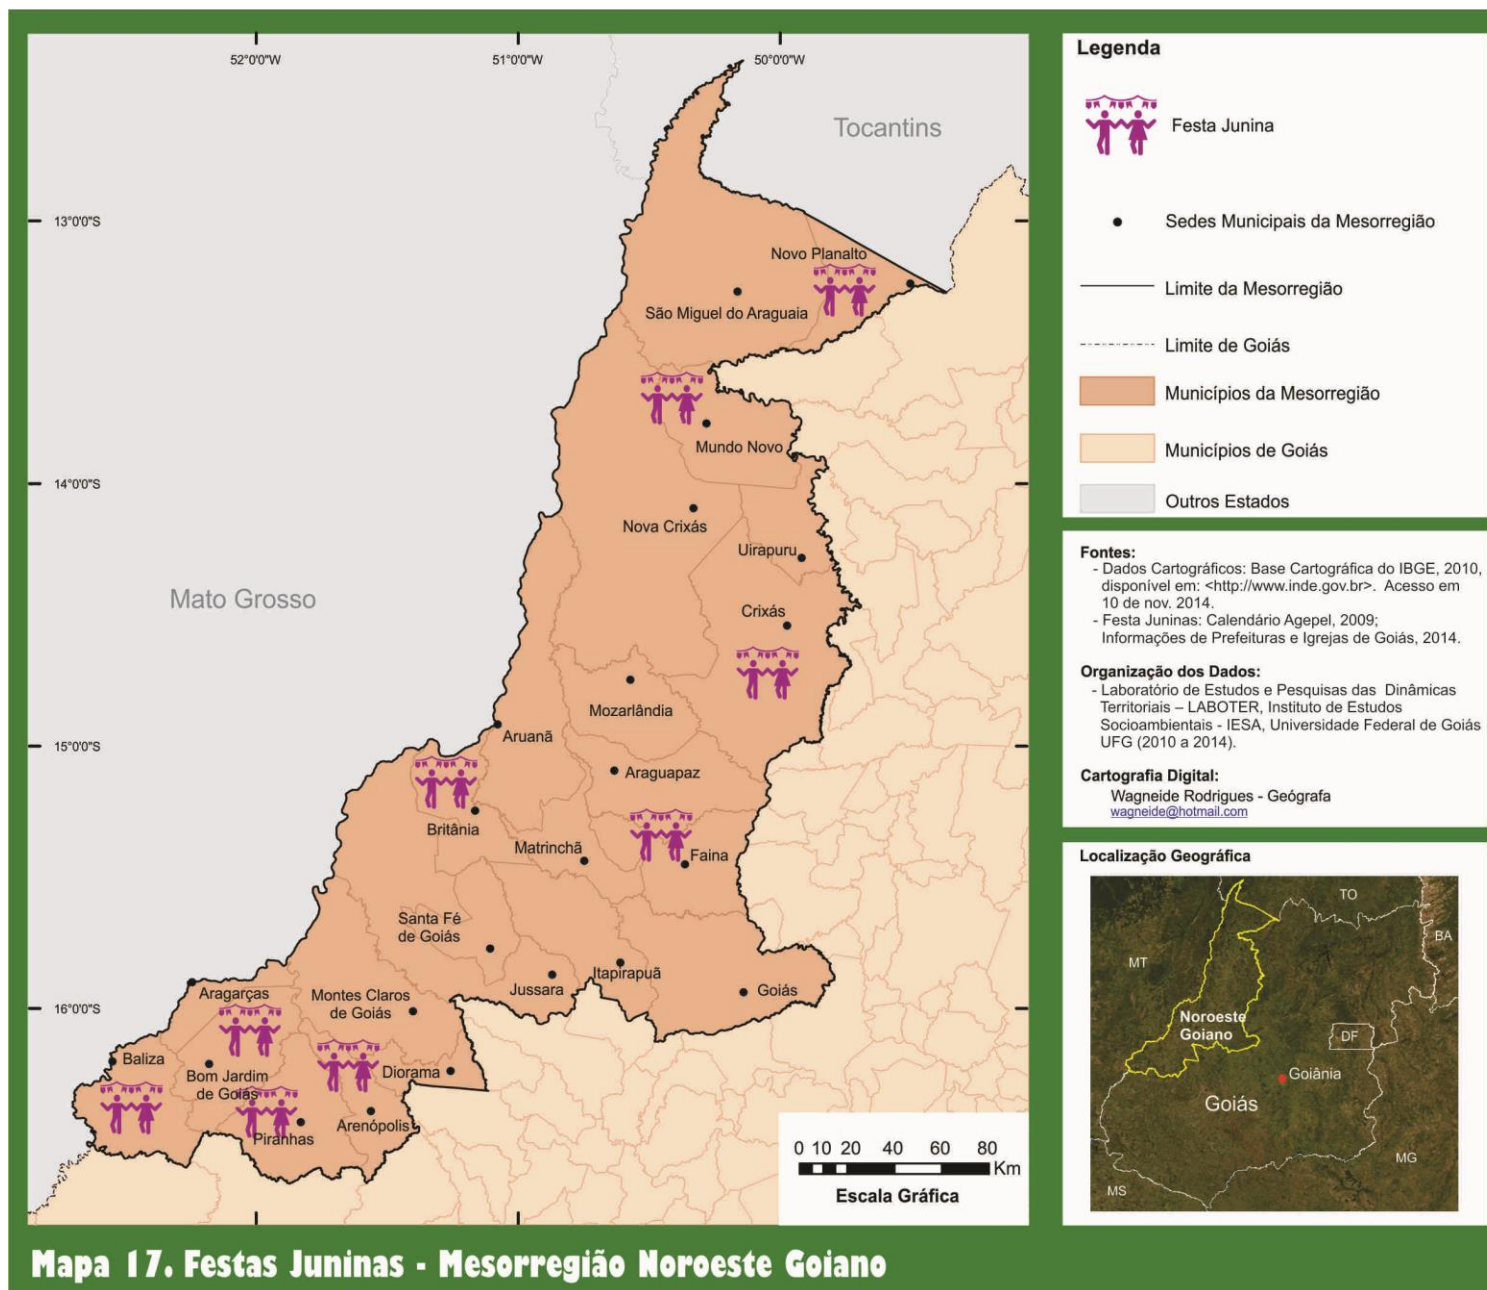 52°0'0"W
51°0'0"W
50°0'0"W
13°0'0"S
14°0'0"S
15°0'0"S
16°0'0"S
Tocantins
Mato Grosso
Novo Planalto
São Miguel do Araguaia
Mundo Novo
Nova Crixás
Uirapuru
Crixás
Mozarlândia
Aruanã
Araguapaz
Britânia
Matrinchã
Faina
Santa Fé
de Goiás
Itapirapuã
Jussara
Goiás
Aragarças
Montes Claros
de Goiás
Baliza
Bom Jardim
de Goiás
Diorama
Piranhas
Arenópolis
0 10 20 40 60 80
Km
Escala Gráfica
Legenda
Festa Junina
Sedes Municipais da Mesorregião
Limite da Mesorregião
Limite de Goiás
Municípios da Mesorregião
Municípios de Goiás
Outros Estados
Fontes:
- Dados Cartográficos: Base Cartográfica do IBGE, 2010,
disponível em: <http://www.inde.gov.br>. Acesso em
10 de nov. 2014.
- Festa Juninas: Calendário Agepel, 2009;
Informações de Prefeituras e Igrejas de Goiás, 2014.
Organização dos Dados:
- Laboratório de Estudos e Pesquisas das Dinâmicas
Territoriais – LABOTER, Instituto de Estudos
Socioambientais - IESA, Universidade Federal de Goiás
UFG (2010 a 2014).
Cartografia Digital:
Wagneide Rodrigues - Geógrafa
wagneide@hotmail.com
Localização Geográfica
TO
BA
MT
Noroeste
Goiano
DF
Goiânia
Goiás
MG
MS
Mapa 17. Festas Juninas - Mesorregião Noroeste Goiano